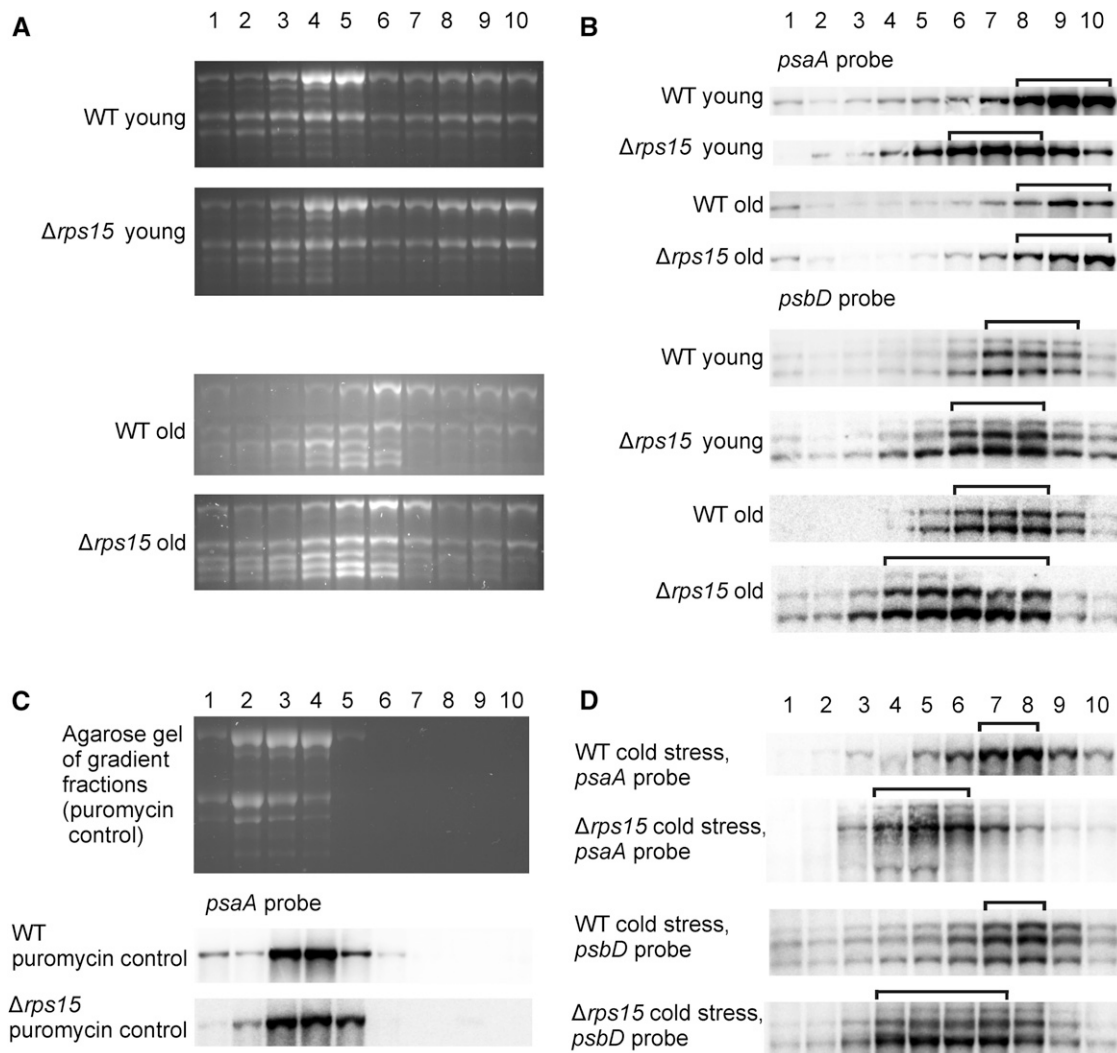 A
1 2 3 4 5 6 7 8 9 10
WT young
Δrps15 young
WT old
Δrps15 old
B
1 2 3 4 5 6 7 8 9 10
psaA probe
WT young
Δrps15 young
WT old
Δrps15 old
psbD probe
WT young
Δrps15 young
WT old
Δrps15 old
C
1 2 3 4 5 6 7 8 9 10
Agarose gel
of gradient
fractions
(puromycin
control)
psaA probe
WT
puromycin control
Δrps15
puromycin control
D
1 2 3 4 5 6 7 8 9 10
WT cold stress,
psaA probe
Δrps15 cold stress,
psaA probe
WT cold stress,
psbD probe
Δrps15 cold stress,
psbD probe